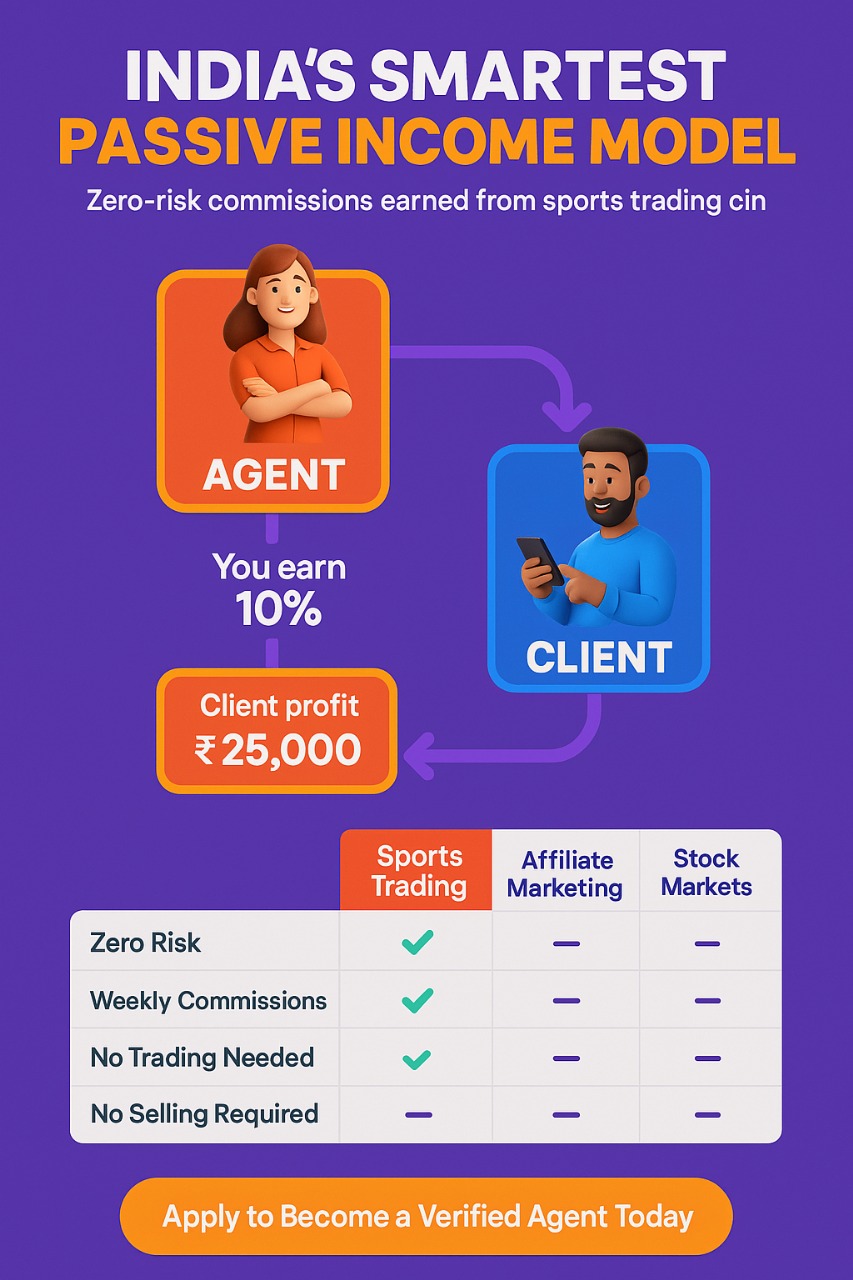 INDIA'S SMARTEST
PASSIVE INCOME MODEL
Zero-risk commissions earned from sports trading cin
AGENT
You earn
10%
CLIENT
Client profit
₹25,000
Sports Trading
Affiliate Marketing
Stock Markets
Zero Risk ✓ – –
Weekly Commissions ✓ – –
No Trading Needed ✓ – –
No Selling Required – – –
Apply to Become a Verified Agent Today